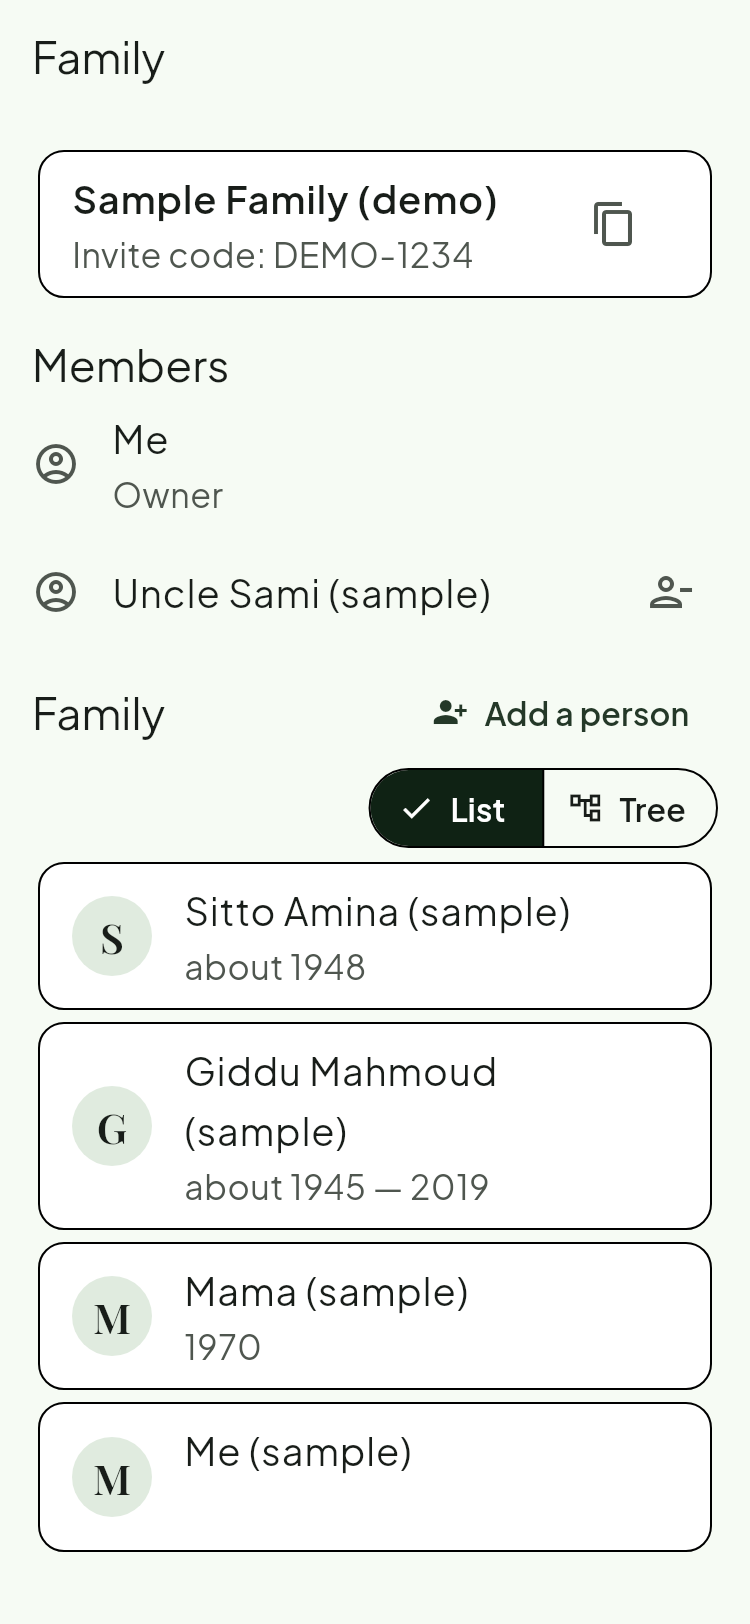 Family
Sample Family (demo)
Invite code: DEMO-1234
Members
Me
Owner
Uncle Sami (sample)
Family
Add a person
List
Tree
S
Sitto Amina (sample)
about 1948
G
Giddu Mahmoud
(sample)
about 1945 — 2019
M
Mama (sample)
1970
M
Me (sample)